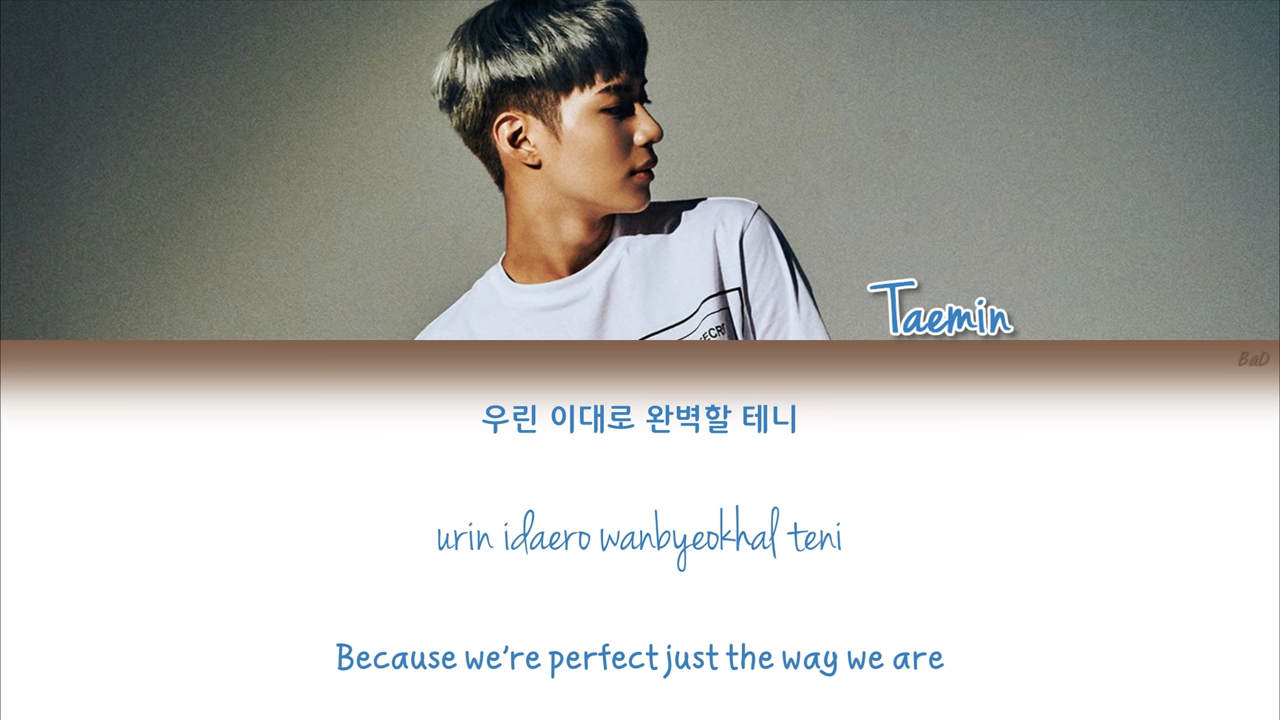 ECRE
Taemin
BaD
우린 이대로 완벽할 테니
urin idaero wanbyeokhal teni
Because we're perfect just the way we are